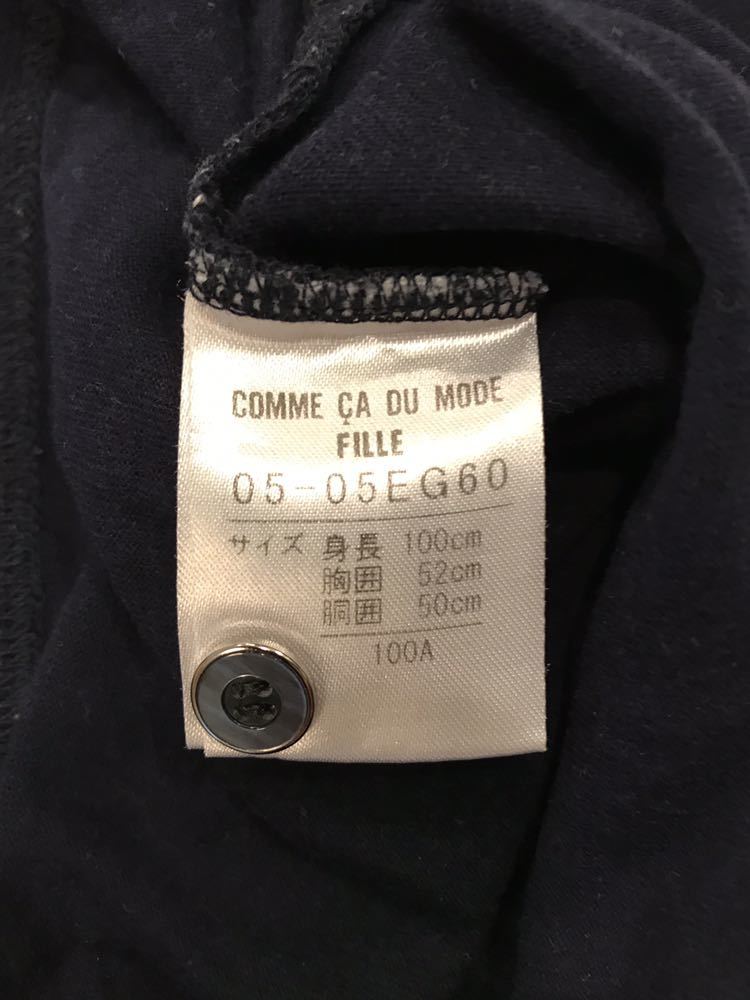 COMME ÇA DU MODE
FILLE
05-05EG60
サイズ 身長 100cm
胸囲 52cm
胴囲 50cm
100A